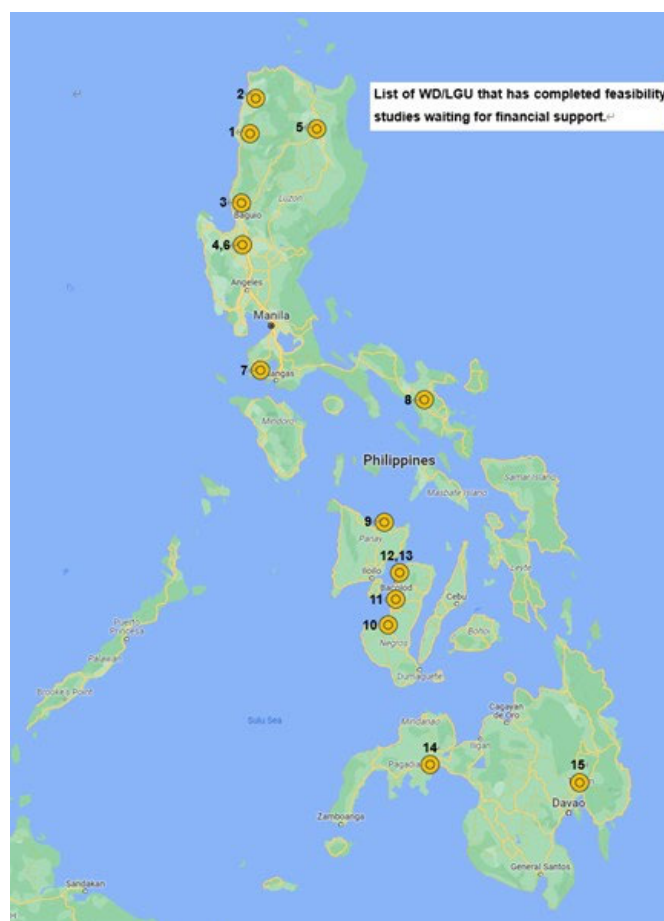 List of WD/LGU that has completed feasibility
studies waiting for financial support.
2
1
5
3
Baguio
Luzon
4,6
Angeles
Manila
7
8
Mindoro
Philippines
Masbate Island
Samar Island
9
Panay
12,13
Iloilo
Bacolod
Leyte
11
Cebu
10
Negros
Bohol
Dumaguete
Puerto
Princesa
Palawan
Brooke's Point
Sulu Sea
Cagayan
de Oro
Mindanao
Iligan
14
Pagadia
15
Davao
Zamboanga
General Santos
Sandakan